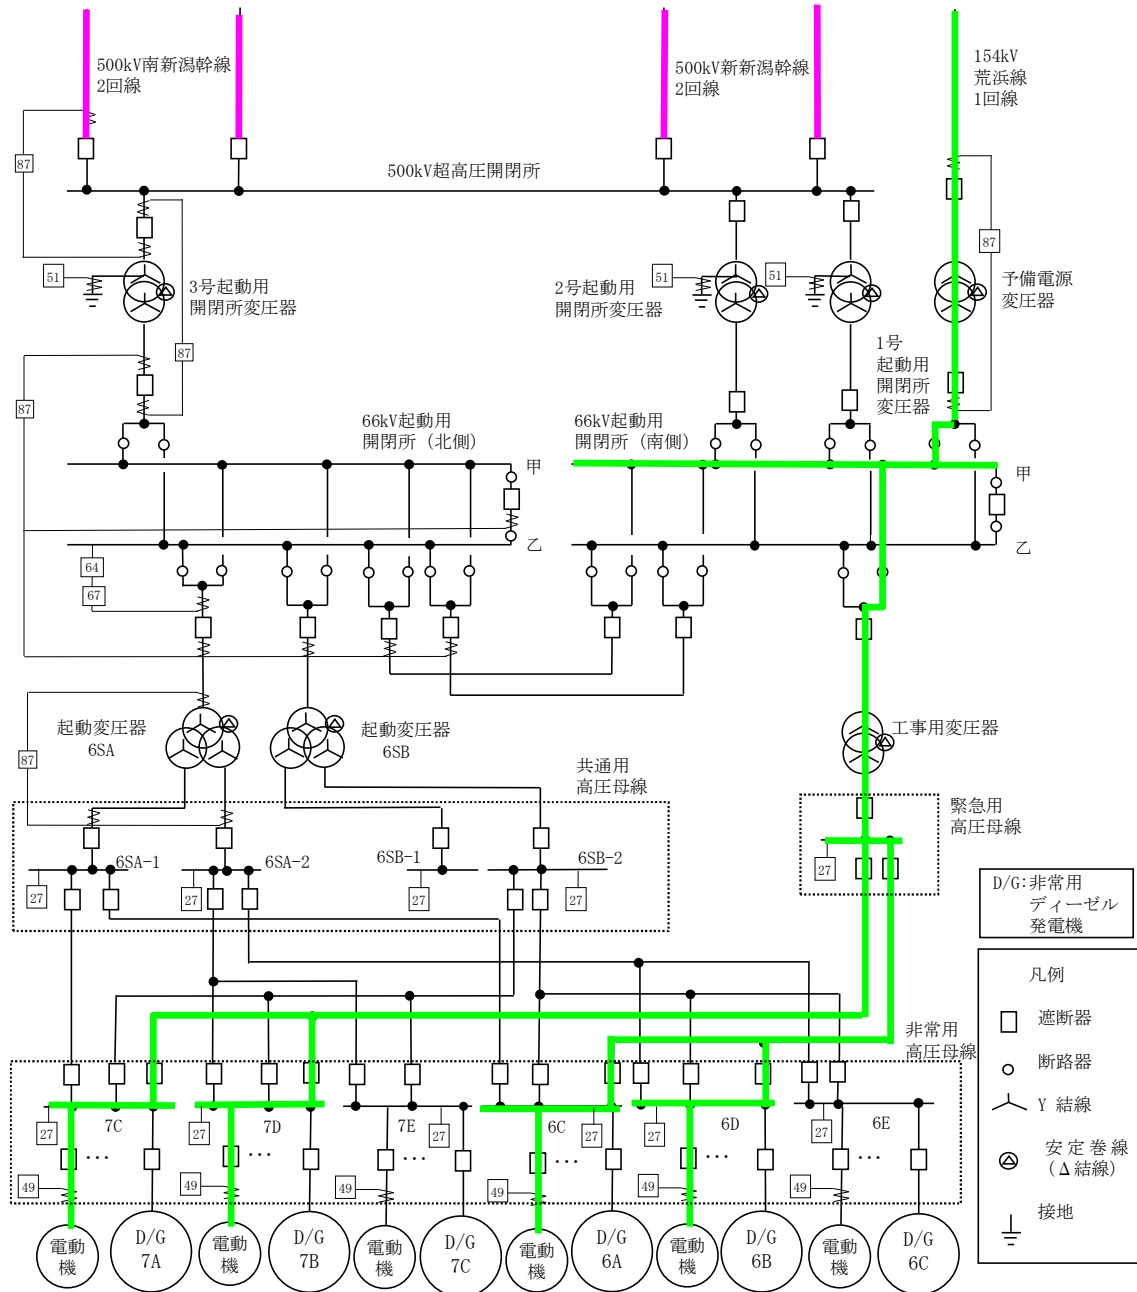 500kV南新潟幹線
2回線
500kV新新潟幹線
2回線
154kV
荒浜線
1回線
87
500kV超高圧開閉所
87
51
51
51
3号起動用
開閉所変圧器
2号起動用
開閉所変圧器
予備電源
変圧器
87
1号
起動用
開閉所
変圧器
87
66kV起動用
開閉所（北側）
66kV起動用
開閉所（南側）
甲
甲
乙
乙
64
67
起動変圧器
6SA
起動変圧器
6SB
工事用変圧器
87
共通用
高圧母線
緊急用
高圧母線
6SA-1
6SA-2
6SB-1
6SB-2
27
27
27
27
27
D/G:非常用
ディーゼル
発電機
凡例
遮断器
断路器
Y 結線
安定巻線
(Δ結線)
接地
非常用
高圧母線
7C
7D
7E
6C
6D
6E
27
27
27
27
27
27
…
…
…
…
…
…
49
49
49
49
49
49
電動
機
D/G
7A
電動
機
D/G
7B
電動
機
D/G
7C
電動
機
D/G
6A
電動
機
D/G
6B
電動
機
D/G
6C